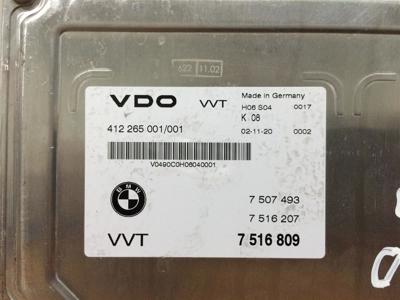 622 11.02
VDO VVT
Made in Germany
H06 S04 0017
K 08
412 265 001/001
02-11-20 0002
V0490C0H06040001
BMW
7 507 493
7 516 207
VVT
7 516 809